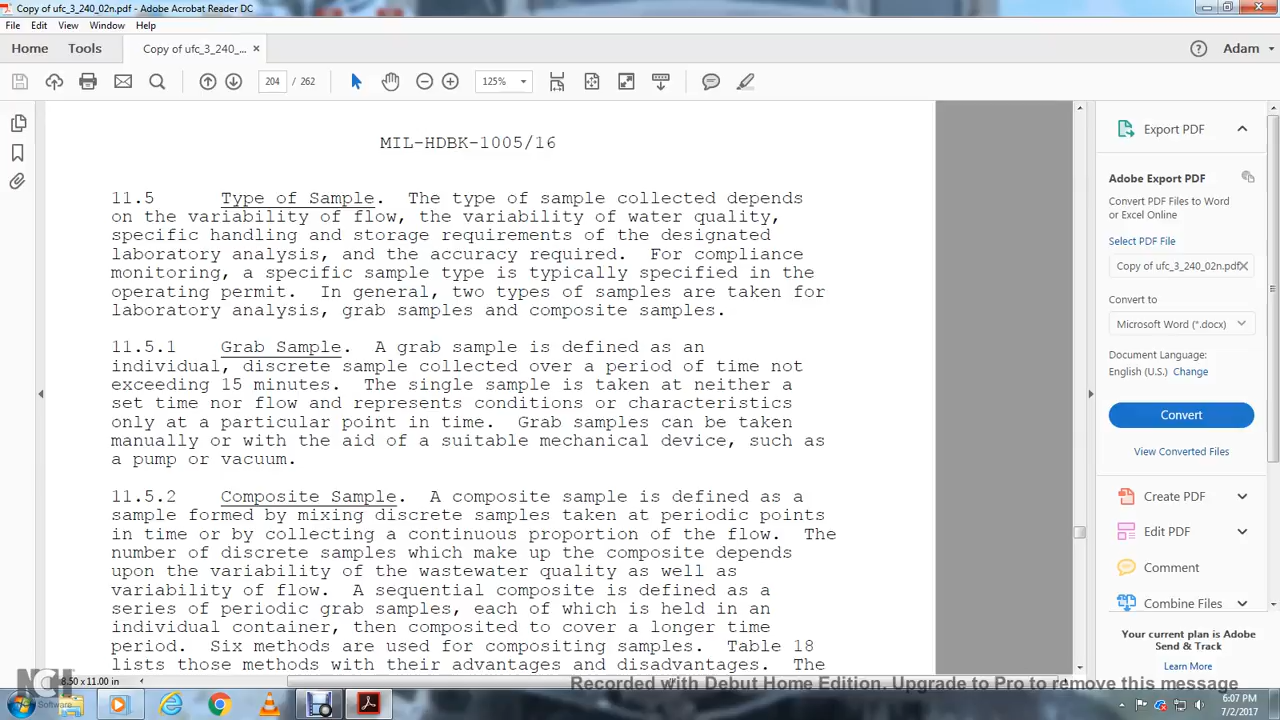 Copy of ufc_3_240_02n.pdf - Adobe Acrobat Reader DC
File Edit View Window Help
Home Tools Copy of ufc_3_240_... × Adam
204 / 262 125%
MIL-HDBK-1005/16
11.5 Type of Sample. The type of sample collected depends
on the variability of flow, the variability of water quality,
specific handling and storage requirements of the designated
laboratory analysis, and the accuracy required. For compliance
monitoring, a specific sample type is typically specified in the
operating permit. In general, two types of samples are taken for
laboratory analysis, grab samples and composite samples.
11.5.1 Grab Sample. A grab sample is defined as an
individual, discrete sample collected over a period of time not
exceeding 15 minutes. The single sample is taken at neither a
set time nor flow and represents conditions or characteristics
only at a particular point in time. Grab samples can be taken
manually or with the aid of a suitable mechanical device, such as
a pump or vacuum.
11.5.2 Composite Sample. A composite sample is defined as a
sample formed by mixing discrete samples taken at periodic points
in time or by collecting a continuous proportion of the flow. The
number of discrete samples which make up the composite depends
upon the variability of the wastewater quality as well as
variability of flow. A sequential composite is defined as a
series of periodic grab samples, each of which is held in an
individual container, then composited to cover a longer time
period. Six methods are used for compositing samples. Table 18
lists those methods with their advantages and disadvantages. The
8.50 x 11.00 in
Export PDF
Adobe Export PDF
Convert PDF Files to Word
or Excel Online
Select PDF File
Copy of ufc_3_240_02n.pdf
Convert to
Microsoft Word (*.docx)
Document Language:
English (U.S.) Change
Convert
View Converted Files
Create PDF
Edit PDF
Comment
Combine Files
Your current plan is Adobe
Send & Track
Learn More
Recorded with Debut Home Edition. Upgrade to Pro to remove this message
NCH
Software
6:07 PM
7/2/2017